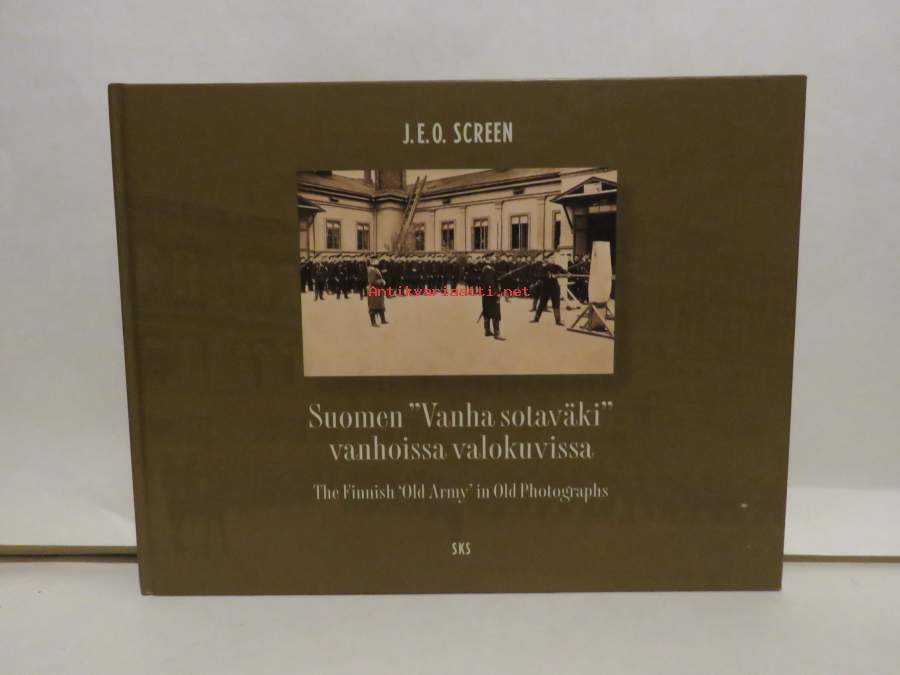 J.E.O. SCREEN
Antikvariaatti.net
Suomen ”Vanha sotaväki”
vanhoissa valokuvissa
The Finnish ‘Old Army’ in Old Photographs
SKS